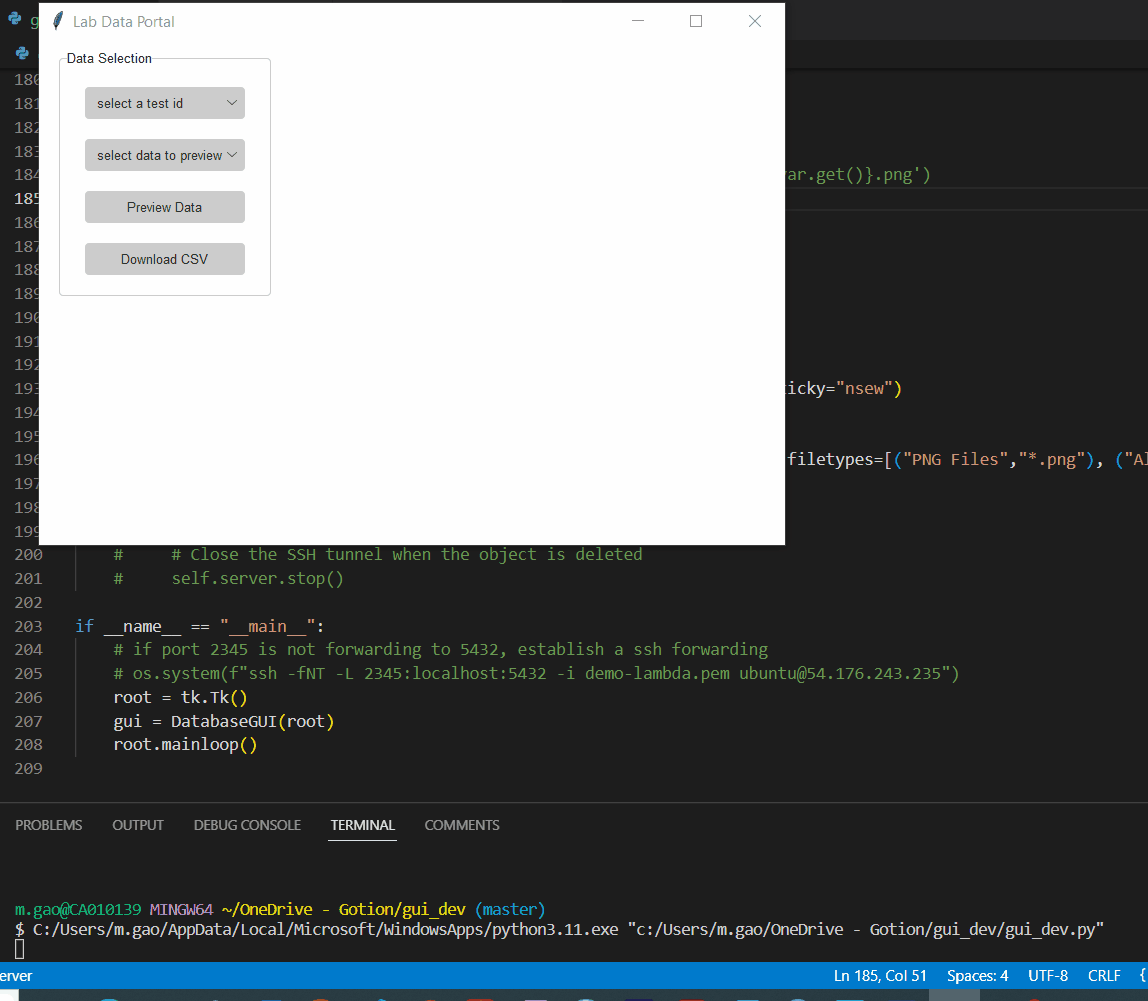 g
Lab Data Portal
Data Selection
select a test id
select data to preview
Preview Data
Download CSV
180
181
182
183
184 var.get()}.png')
185
186
187
188
189
190
191
192
193 icky="nsew")
194
195
196 filetypes=[("PNG Files","*.png"), ("Al
197
198
199
200 # # Close the SSH tunnel when the object is deleted
201 # self.server.stop()
202
203 if __name__ == "__main__":
204 # if port 2345 is not forwarding to 5432, establish a ssh forwarding
205 # os.system(f"ssh -fNT -L 2345:localhost:5432 -i demo-lambda.pem ubuntu@54.176.243.235")
206 root = tk.Tk()
207 gui = DatabaseGUI(root)
208 root.mainloop()
209
PROBLEMS OUTPUT DEBUG CONSOLE TERMINAL COMMENTS
m.gao@CA010139 MINGW64 ~/OneDrive - Gotion/gui_dev (master)
$ C:/Users/m.gao/AppData/Local/Microsoft/WindowsApps/python3.11.exe "c:/Users/m.gao/OneDrive - Gotion/gui_dev/gui_dev.py"
erver Ln 185, Col 51 Spaces: 4 UTF-8 CRLF {